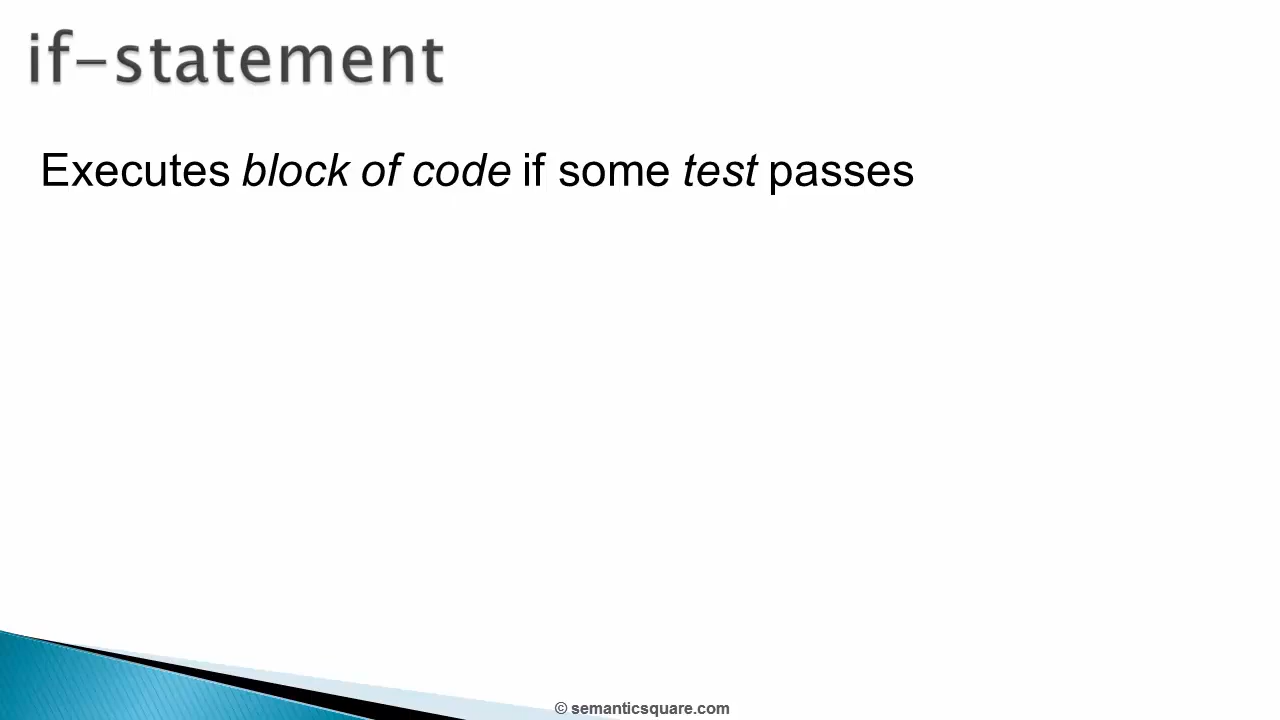 if-statement
Executes block of code if some test passes
© semanticsquare.com